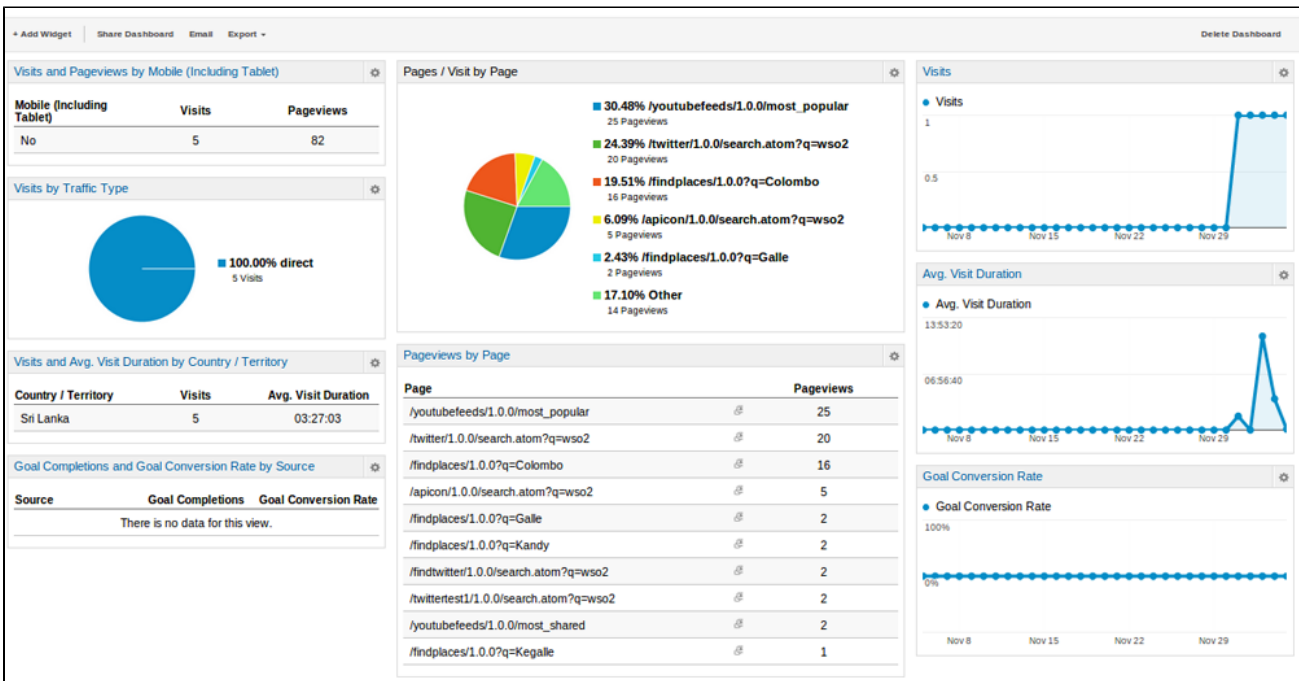 + Add Widget Share Dashboard Email Export Delete Dashboard
Visits and Pageviews by Mobile (Including Tablet)
Mobile (Including Tablet) Visits Pageviews
No 5 82
Visits by Traffic Type
100.00% direct
5 Visits
Visits and Avg. Visit Duration by Country / Territory
Country / Territory Visits Avg. Visit Duration
Sri Lanka 5 03:27:03
Goal Completions and Goal Conversion Rate by Source
Source Goal Completions Goal Conversion Rate
There is no data for this view.
Pages / Visit by Page
30.48% /youtubefeeds/1.0.0/most_popular
25 Pageviews
24.39% /twitter/1.0.0/search.atom?q=wso2
20 Pageviews
19.51% /findplaces/1.0.0?q=Colombo
16 Pageviews
6.09% /apicon/1.0.0/search.atom?q=wso2
5 Pageviews
2.43% /findplaces/1.0.0?q=Galle
2 Pageviews
17.10% Other
14 Pageviews
Pageviews by Page
Page Pageviews
/youtubefeeds/1.0.0/most_popular 25
/twitter/1.0.0/search.atom?q=wso2 20
/findplaces/1.0.0?q=Colombo 16
/apicon/1.0.0/search.atom?q=wso2 5
/findplaces/1.0.0?q=Galle 2
/findplaces/1.0.0?q=Kandy 2
/findtwitter/1.0.0/search.atom?q=wso2 2
/twittertest1/1.0.0/search.atom?q=wso2 2
/youtubefeeds/1.0.0/most_shared 2
/findplaces/1.0.0?q=Kegalle 1
Visits
Visits
1
0.5
Nov 8 Nov 15 Nov 22 Nov 29
Avg. Visit Duration
Avg. Visit Duration
13:53:20
06:56:40
Nov 8 Nov 15 Nov 22 Nov 29
Goal Conversion Rate
Goal Conversion Rate
100%
0%
Nov 8 Nov 15 Nov 22 Nov 29